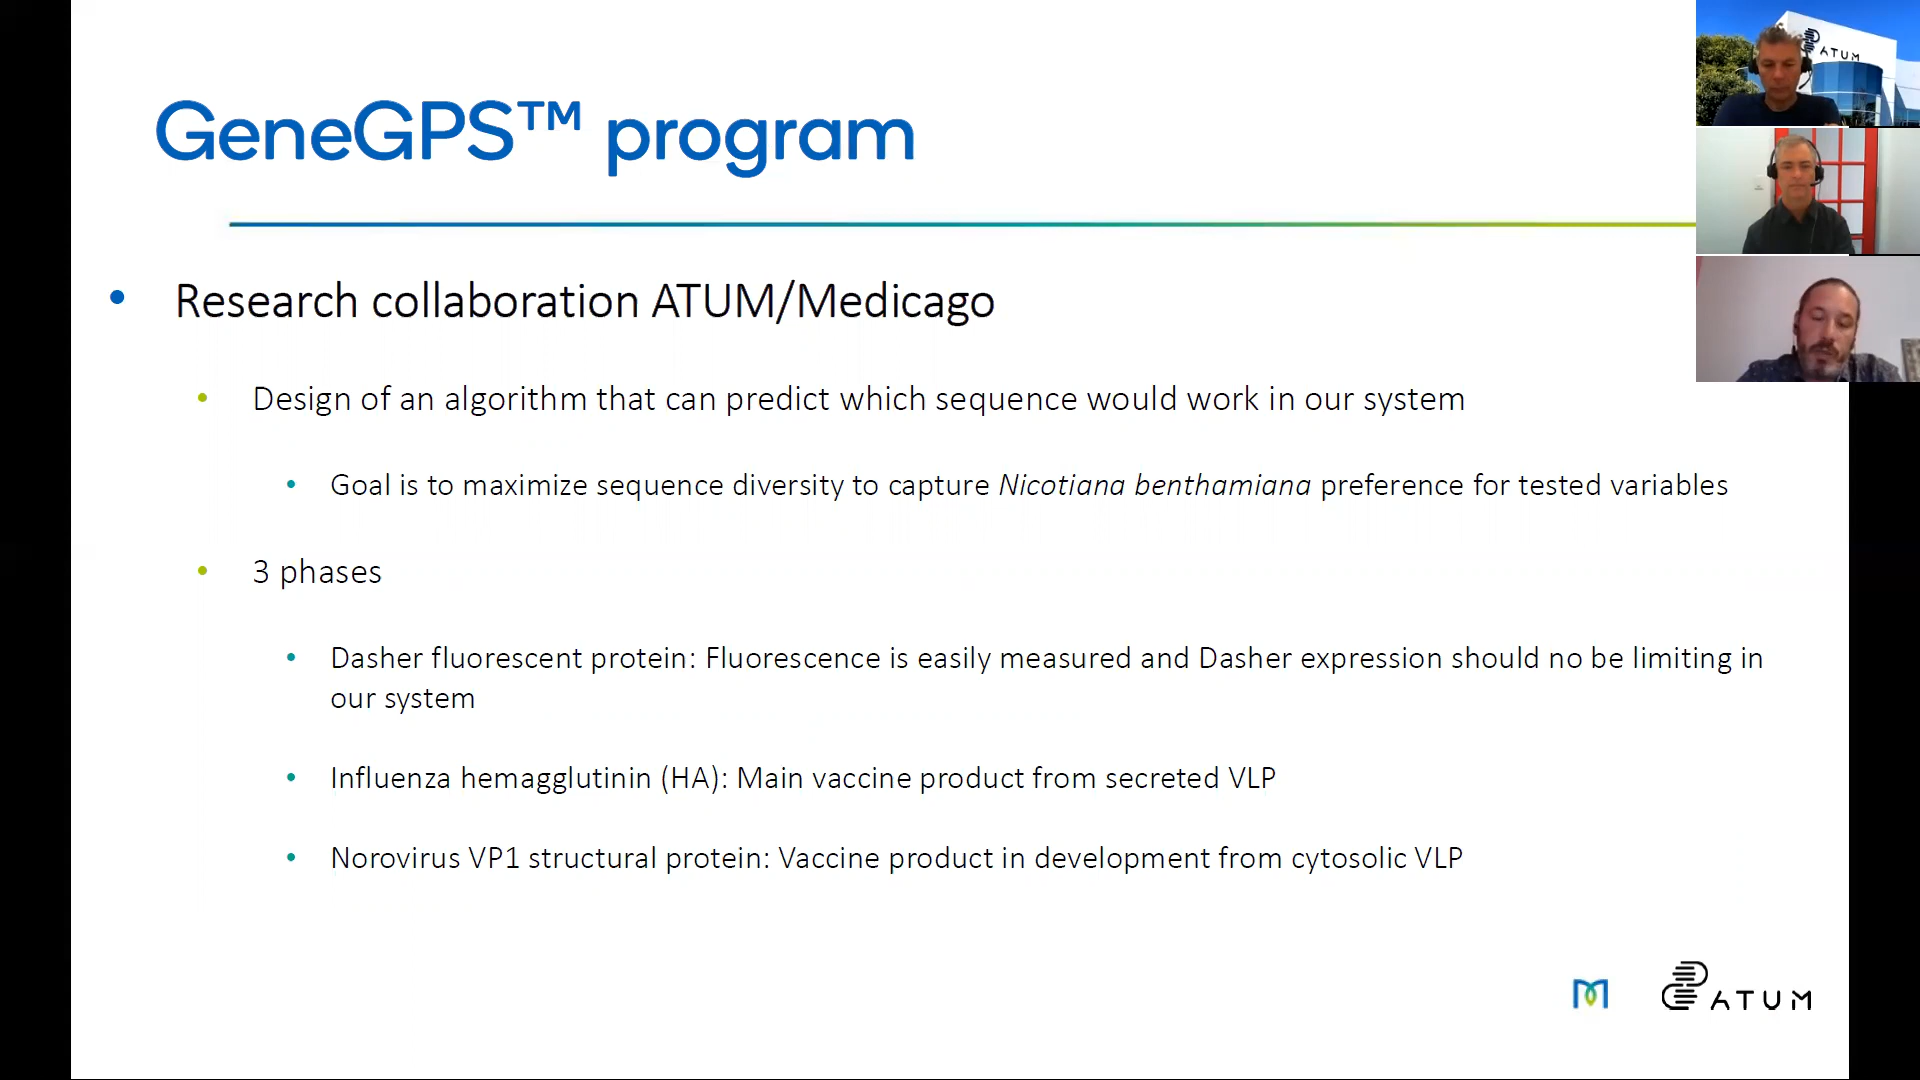 GeneGPS™ program
ATUM
Research collaboration ATUM/Medicago
Design of an algorithm that can predict which sequence would work in our system
Goal is to maximize sequence diversity to capture Nicotiana benthamiana preference for tested variables
3 phases
Dasher fluorescent protein: Fluorescence is easily measured and Dasher expression should no be limiting in
our system
Influenza hemagglutinin (HA): Main vaccine product from secreted VLP
Norovirus VP1 structural protein: Vaccine product in development from cytosolic VLP
ATUM